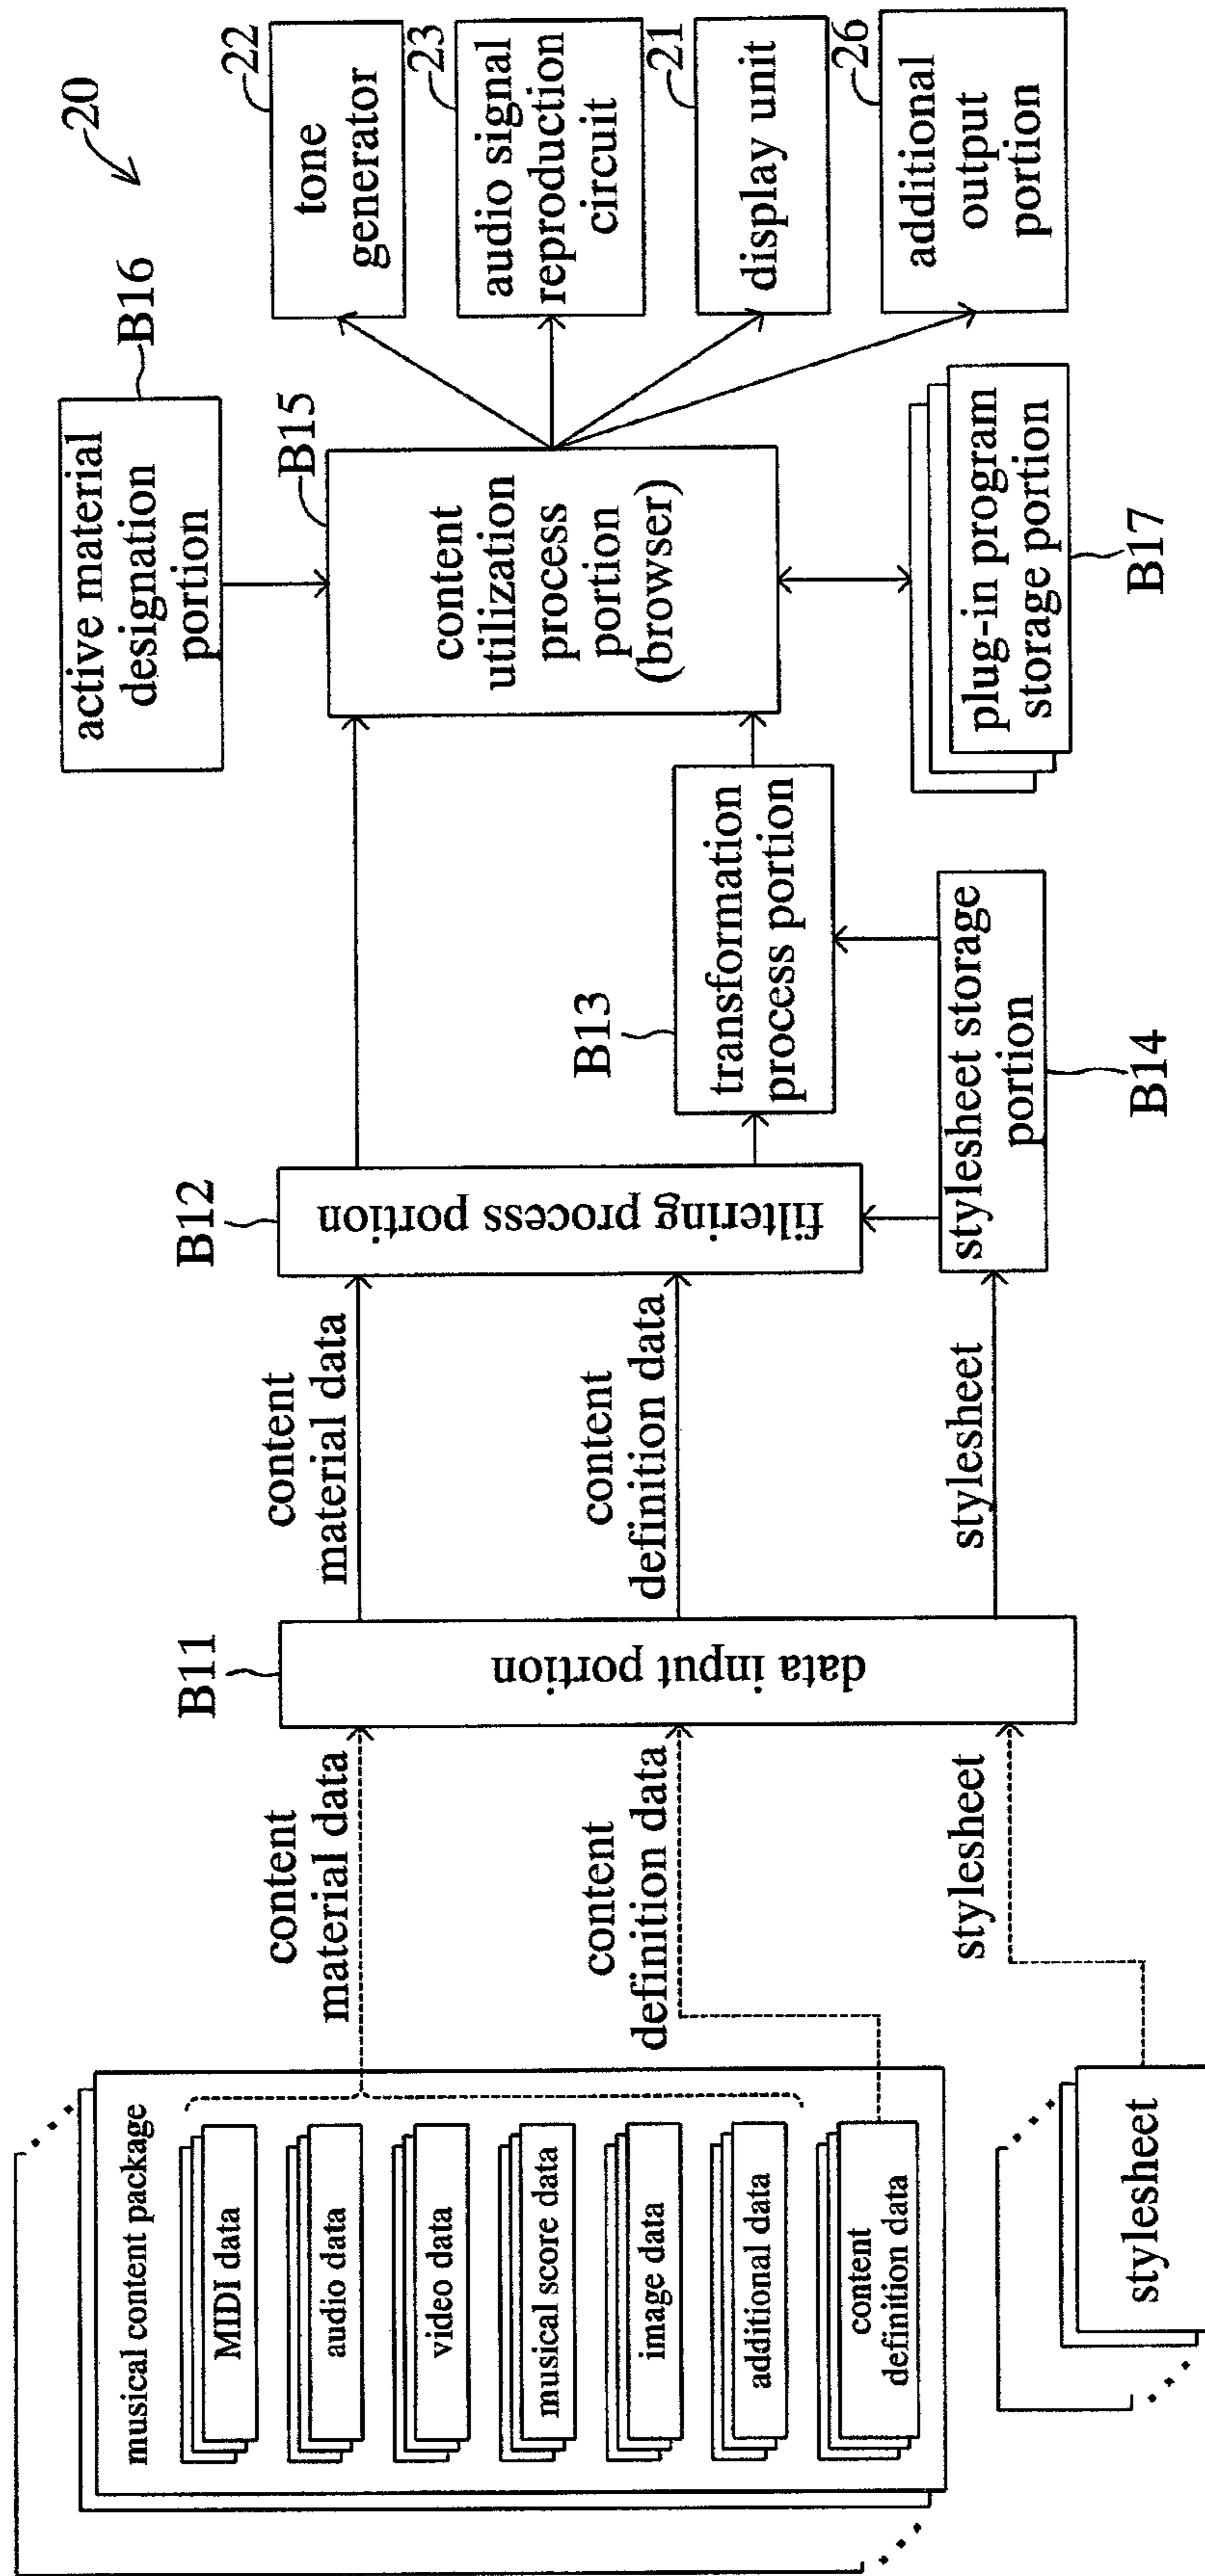 musical content package
MIDI data
audio data
video data
musical score data
image data
additional data
content
definition data
stylesheet
content
material data
content
definition data
stylesheet
B11
data input portion
content
material data
content
definition data
stylesheet
B12
filtering process portion
B13
transformation
process portion
stylesheet storage
portion
B14
active material
designation
portion
B16
B15
content
utilization
process
portion
(browser)
plug-in program
storage portion
B17
20
22
tone
generator
23
audio signal
reproduction
circuit
21
display unit
26
additional
output
portion